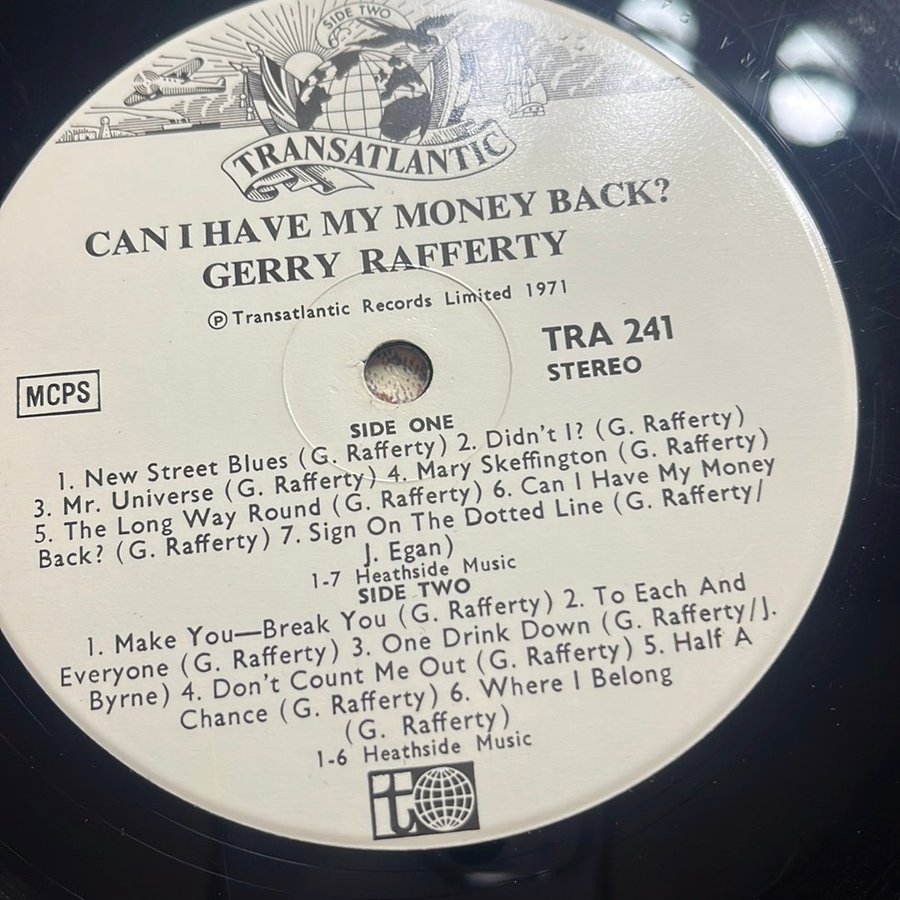 SIDE TWO
TRANSATLANTIC
CAN I HAVE MY MONEY BACK?
GERRY RAFFERTY
Ⓟ Transatlantic Records Limited 1971
TRA 241
STEREO
MCPS
SIDE ONE
1. New Street Blues (G. Rafferty) 2. Didn't I? (G. Rafferty)
3. Mr. Universe (G. Rafferty) 4. Mary Skeffington (G. Rafferty)
5. The Long Way Round (G. Rafferty) 6. Can I Have My Money
Back? (G. Rafferty) 7. Sign On The Dotted Line (G. Rafferty/
J. Egan)
1-7 Heathside Music
SIDE TWO
1. Make You—Break You (G. Rafferty) 2. To Each And
Everyone (G. Rafferty) 3. One Drink Down (G. Rafferty/J.
Byrne) 4. Don't Count Me Out (G. Rafferty) 5. Half A
Chance (G. Rafferty) 6. Where I Belong
(G. Rafferty)
1-6 Heathside Music
t